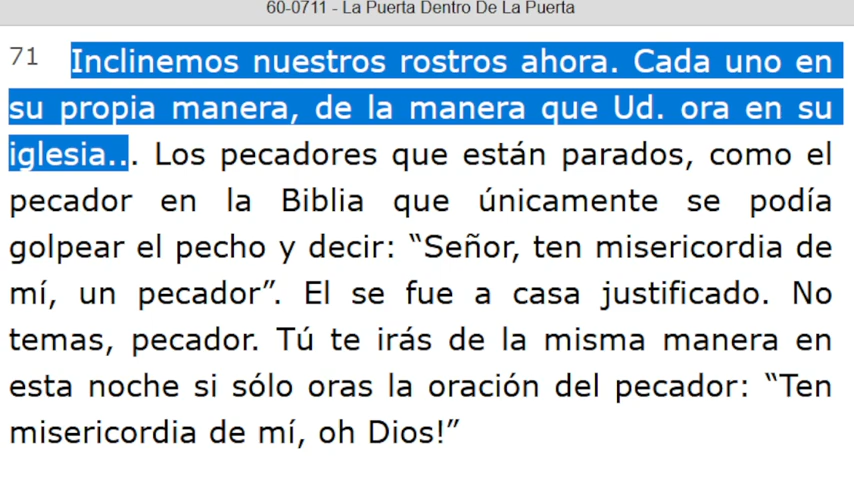 60-0711 - La Puerta Dentro De La Puerta
71 Inclinemos nuestros rostros ahora. Cada uno en
su propia manera, de la manera que Ud. ora en su
iglesia... Los pecadores que están parados, como el
pecador en la Biblia que únicamente se podía
golpear el pecho y decir: “Señor, ten misericordia de
mí, un pecador”. El se fue a casa justificado. No
temas, pecador. Tú te irás de la misma manera en
esta noche si sólo oras la oración del pecador: “Ten
misericordia de mí, oh Dios!”